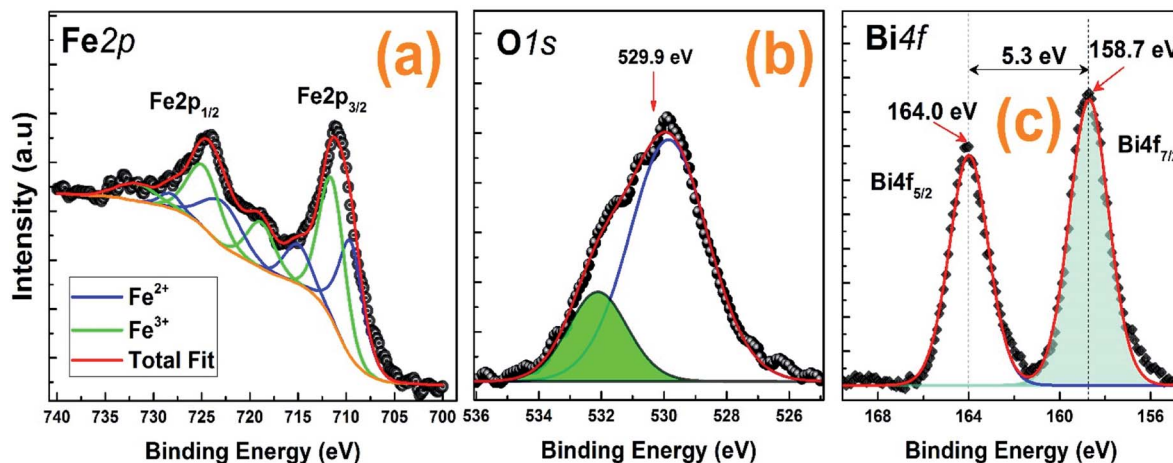 Fe2p
(a)
Fe2p1/2
Fe2p3/2
Intensity (a.u)
Fe2+
Fe3+
Total Fit
740 735 730 725 720 715 710 705 700
Binding Energy (eV)
O1s
(b)
529.9 eV
536 534 532 530 528 526
Binding Energy (eV)
Bi4f
158.7 eV
5.3 eV
164.0 eV
(c)
Bi4f7/2
Bi4f5/2
168 164 160 156
Binding Energy (eV)